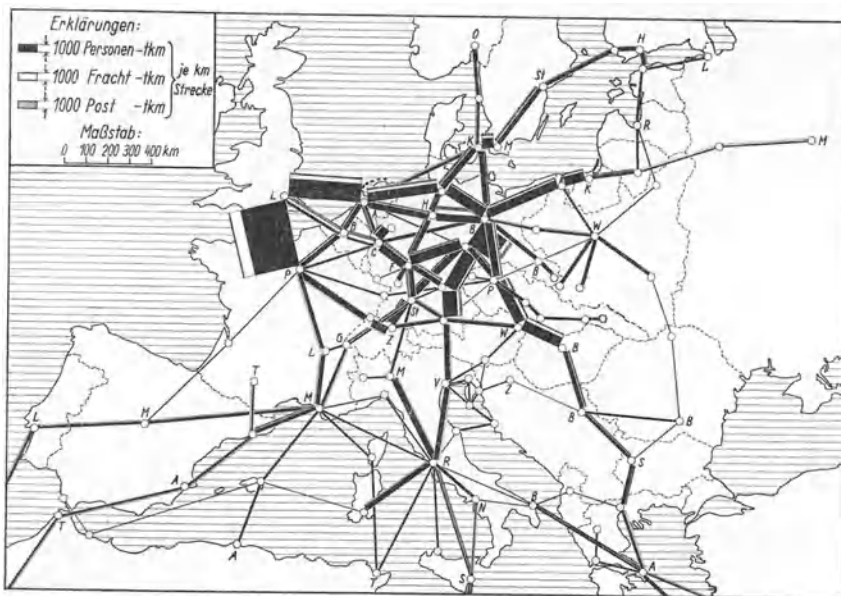 Erklärungen:
1000 Personen-tkm
1000 Fracht-tkm
1000 Post -tkm
je km
Strecke
Maßstab:
0 100 200 300 400 km
O
H
L
St
R
K
M
M
L
K
H
B
W
B
C
P
F
P
B
St
Z
W
B
L
G
M
V
Z
T
M
B
B
L
M
S
A
R
N
B
T
A
S
A